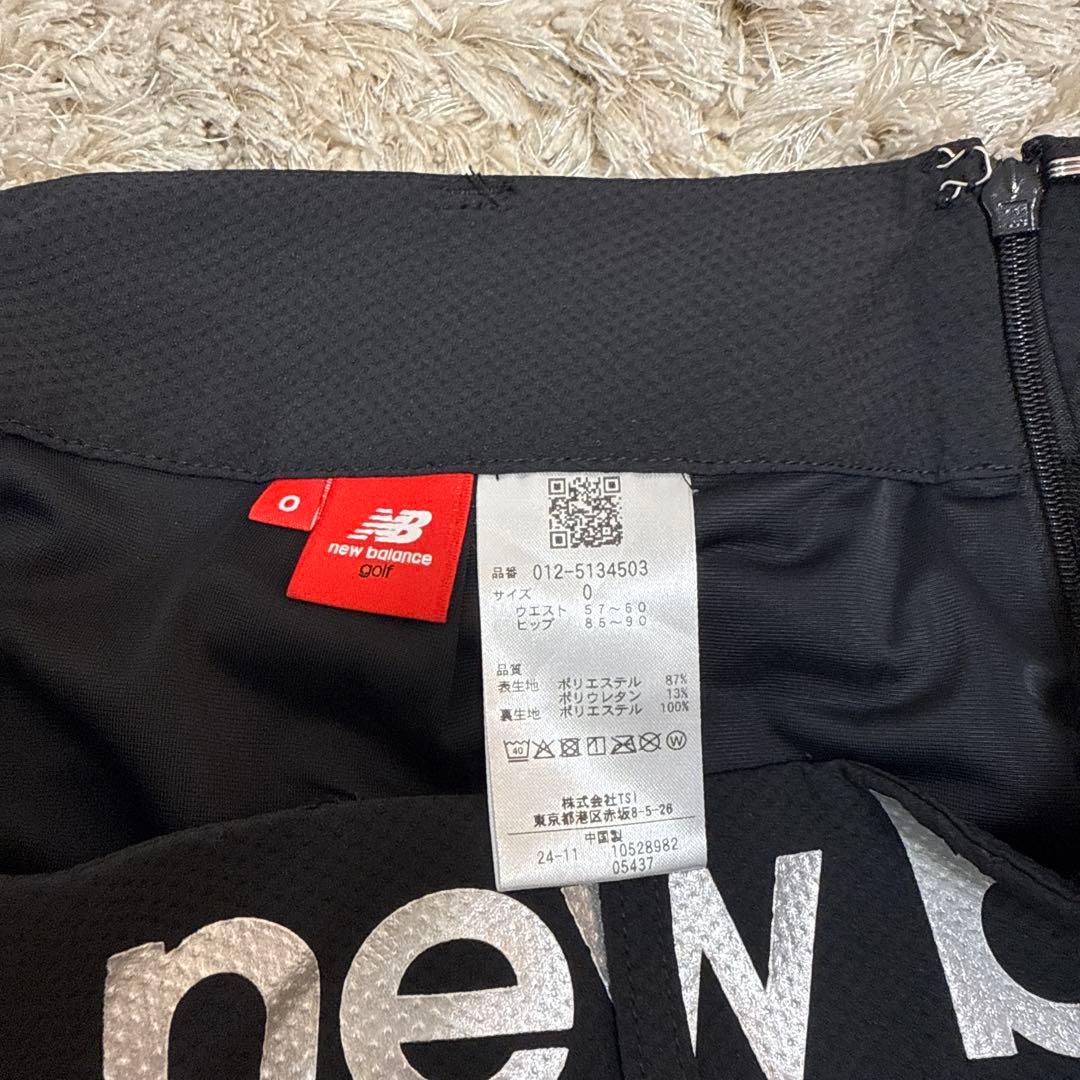 0
NB
new balance
golf
品番 012-5134503
サイズ 0
ウエスト 57～60
ヒップ 85～90
品質
表生地 ポリエステル 87%
ポリウレタン 13%
裏生地 ポリエステル 100%
40
W
株式会社TSI
東京都港区赤坂8-5-26
中国製
24-11 10528982
05437
new b